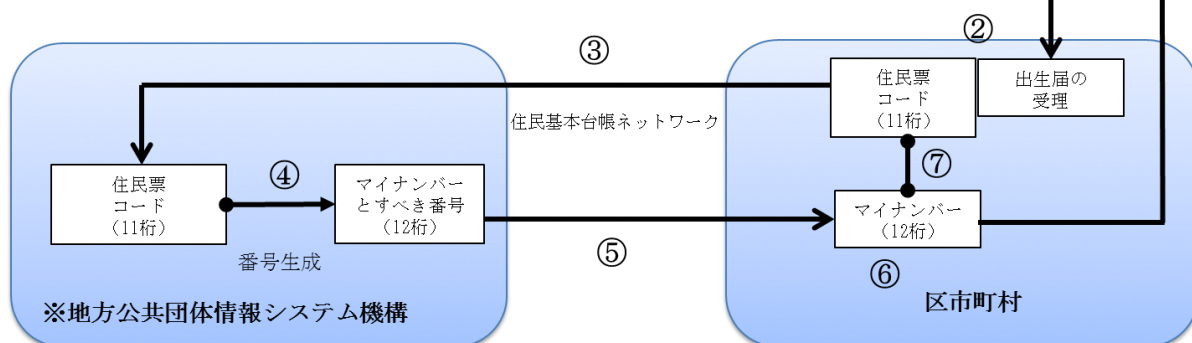 ②
③
住民票
コード
(11桁)
出生届の
受理
住民基本台帳ネットワーク
⑦
住民票
コード
(11桁)
④
マイナンバー
とすべき番号
(12桁)
マイナンバー
(12桁)
⑤
⑥
番号生成
※地方公共団体情報システム機構
区市町村